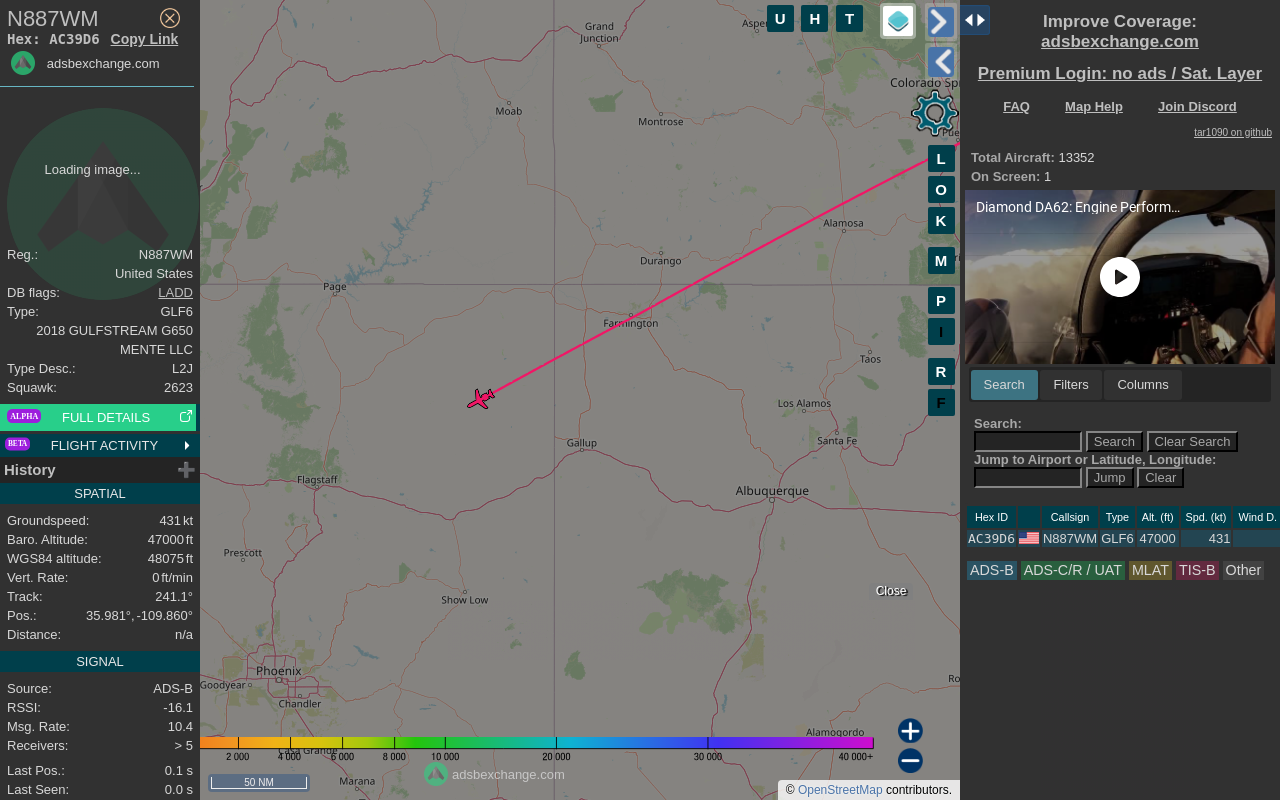 N887WM
Hex: AC39D6 Copy Link
adsbexchange.com
Loading image...
Reg.: N887WM
United States
DB flags: LADD
Type: GLF6
2018 GULFSTREAM G650
MENTE LLC
Type Desc.: L2J
Squawk: 2623
ALPHA FULL DETAILS
BETA FLIGHT ACTIVITY
History
SPATIAL
Groundspeed: 431 kt
Baro. Altitude: 47000 ft
WGS84 altitude: 48075 ft
Vert. Rate: 0 ft/min
Track: 241.1°
Pos.: 35.981°, -109.860°
Distance: n/a
SIGNAL
Source: ADS-B
RSSI: -16.1
Msg. Rate: 10.4
Receivers: > 5
Last Pos.: 0.1 s
Last Seen: 0.0 s
U H T
Grand
Junction
Moab
Montrose
Colorado Spr
L
O
K
M
P
I
R
F
Alamosa
Durango
Page
Farmington
Taos
Los Alamos
Gallup
Santa Fe
Flagstaff
Albuquerque
Prescott
Show Low
Close
Phoenix
Goodyear
Chandler
Alamogordo
Casa Grande
2 000 4 000 6 000 8 000 10 000 20 000 30 000 40 000+
Marana
50 NM
adsbexchange.com
© OpenStreetMap contributors.
Improve Coverage:
adsbexchange.com
Premium Login: no ads / Sat. Layer
FAQ Map Help Join Discord
tar1090 on github
Total Aircraft: 13352
On Screen: 1
Diamond DA62: Engine Perform...
Search Filters Columns
Search:
Search Clear Search
Jump to Airport or Latitude, Longitude:
Jump Clear
Hex ID Callsign Type Alt. (ft) Spd. (kt) Wind D.
AC39D6 N887WM GLF6 47000 431
ADS-B ADS-C/R / UAT MLAT TIS-B Other